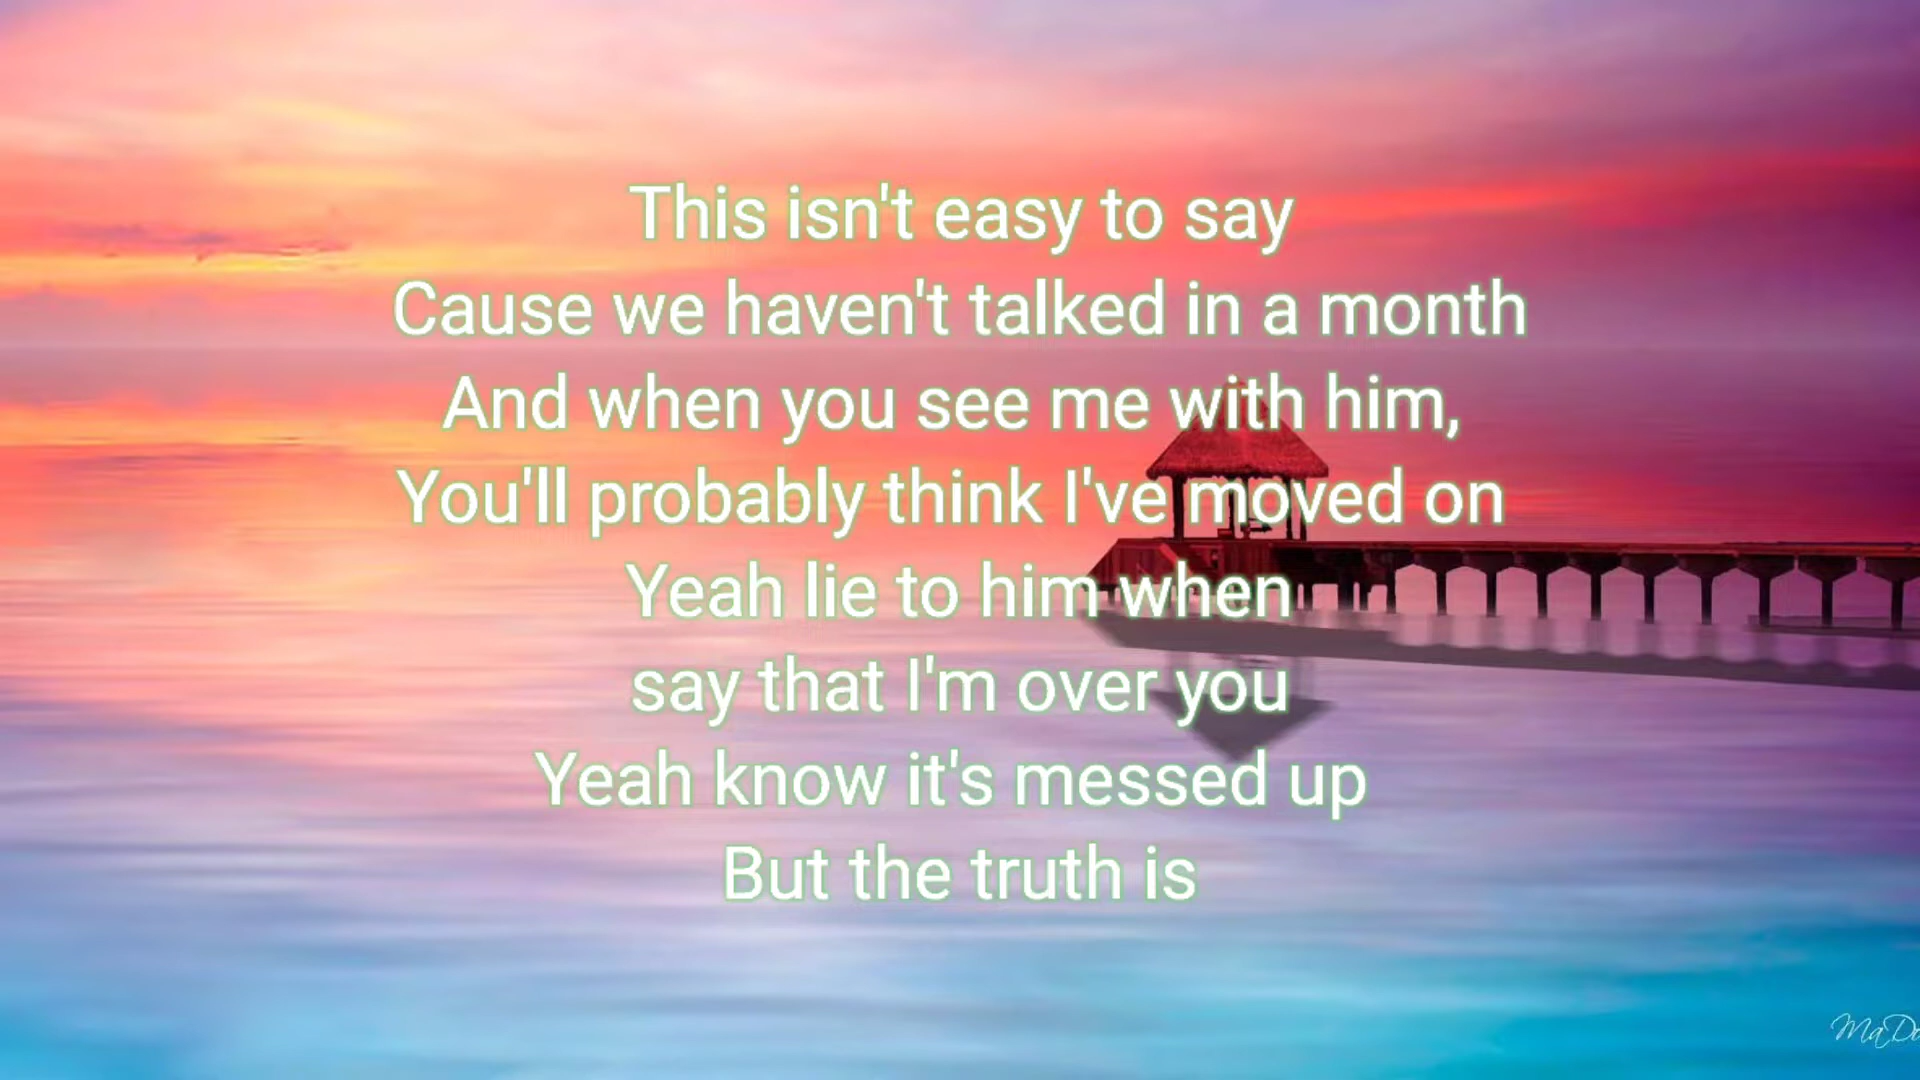 This isn't easy to say
Cause we haven't talked in a month
And when you see me with him,
You'll probably think I've moved on
Yeah lie to him when
say that I'm over you
Yeah know it's messed up
But the truth is